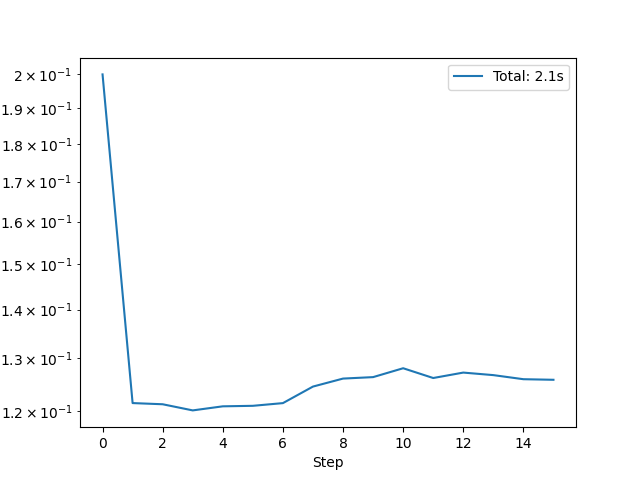 Total: 2.1s
2 × 10⁻¹
1.9 × 10⁻¹
1.8 × 10⁻¹
1.7 × 10⁻¹
1.6 × 10⁻¹
1.5 × 10⁻¹
1.4 × 10⁻¹
1.3 × 10⁻¹
1.2 × 10⁻¹
0 2 4 6 8 10 12 14
Step